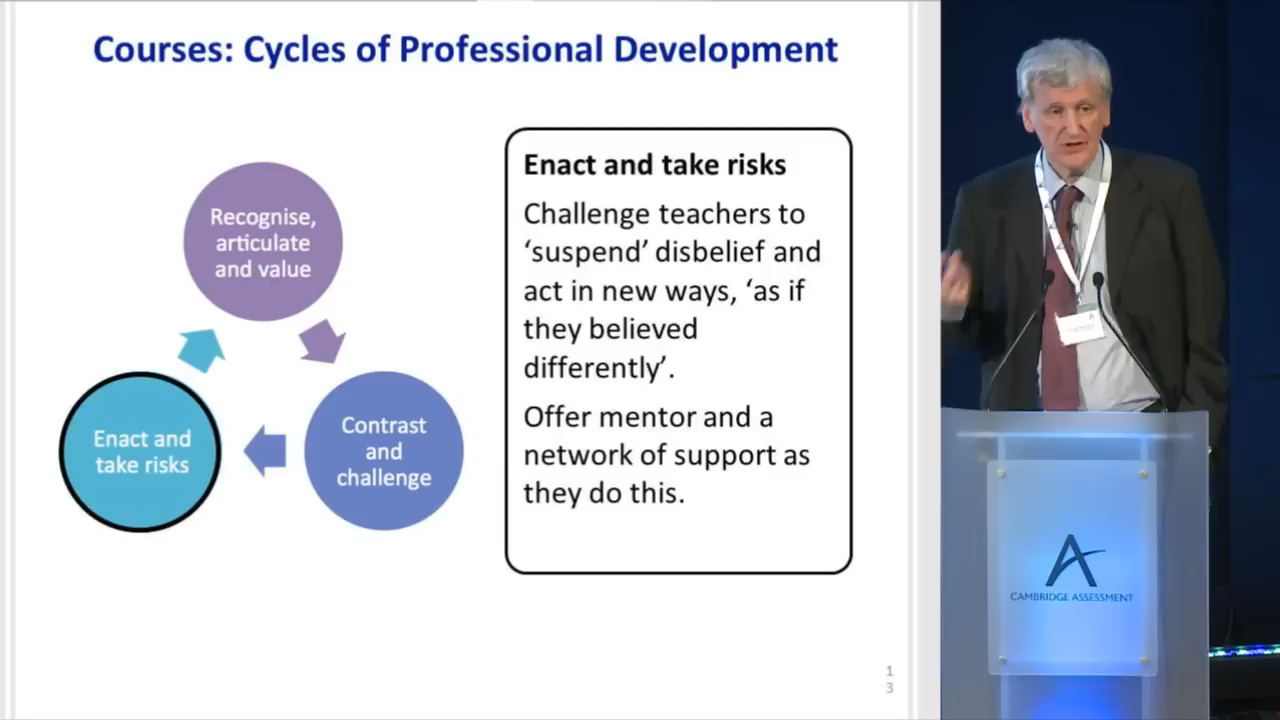 Courses: Cycles of Professional Development
Recognise,
articulate
and value
Contrast
and
challenge
Enact and
take risks
Enact and take risks
Challenge teachers to
‘suspend’ disbelief and
act in new ways, ‘as if
they believed
differently’.
Offer mentor and a
network of support as
they do this.
1
3
CAMBRIDGE ASSESSMENT